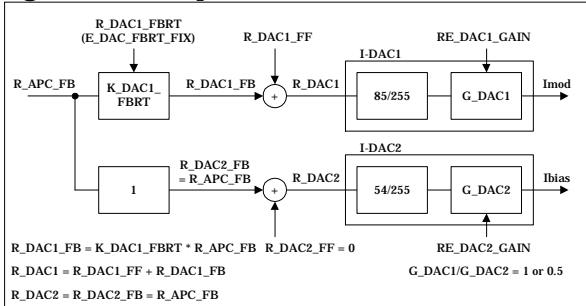 R_DAC1_FBRT
(E_DAC_FBRT_FIX)
R_DAC1_FF
RE_DAC1_GAIN
I-DAC1
R_APC_FB
K_DAC1_
FBRT
R_DAC1_FB
+
R_DAC1
85/255
G_DAC1
Imod
I-DAC2
1
R_DAC2_FB
= R_APC_FB
+
R_DAC2
54/255
G_DAC2
Ibias
R_DAC1_FB = K_DAC1_FBRT * R_APC_FB
R_DAC2_FF = 0
RE_DAC2_GAIN
R_DAC1 = R_DAC1_FF + R_DAC1_FB
G_DAC1/G_DAC2 = 1 or 0.5
R_DAC2 = R_DAC2_FB = R_APC_FB